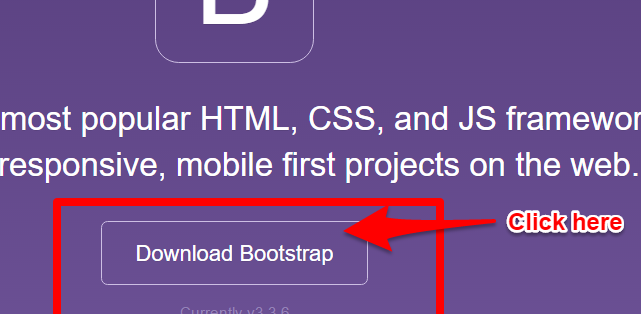 B
most popular HTML, CSS, and JS framewor
responsive, mobile first projects on the web.
Click here
Download Bootstrap
Currently v3.3.6